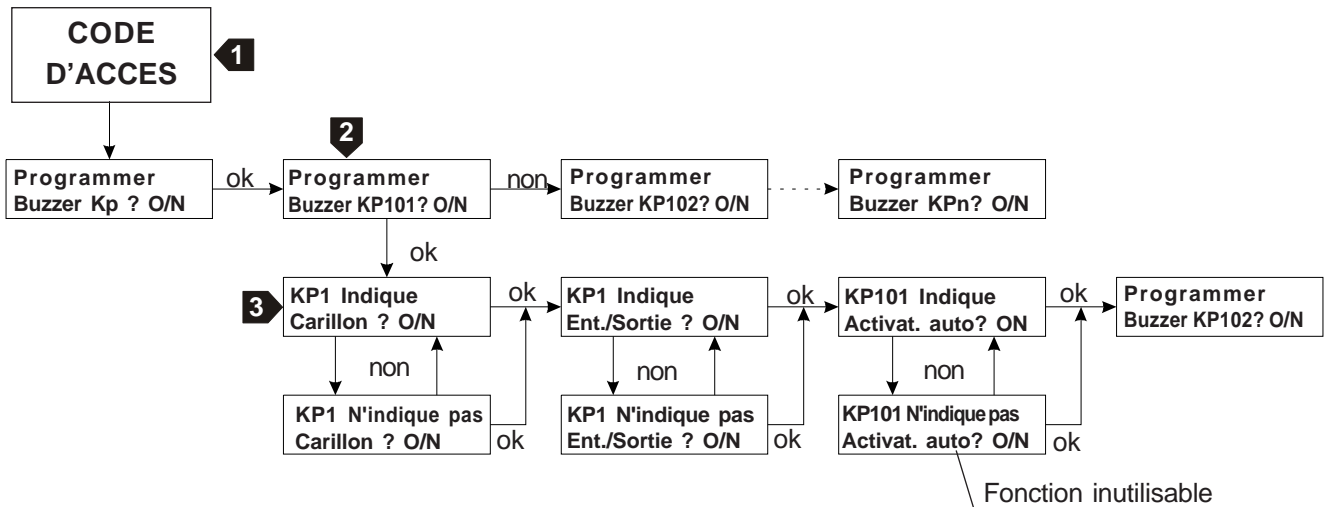 CODE
D'ACCES
1
2
Programmer
Buzzer Kp ? O/N
ok
Programmer
Buzzer KP101? O/N
non
Programmer
Buzzer KP102? O/N
Programmer
Buzzer KPn? O/N
ok
3
KP1 Indique
Carillon ? O/N
ok
KP1 Indique
Ent./Sortie ? O/N
ok
KP101 Indique
Activat. auto? ON
ok
Programmer
Buzzer KP102? O/N
non
non
non
KP1 N'indique pas
Carillon ? O/N
ok
KP1 N'indique pas
Ent./Sortie ? O/N
ok
KP101 N'indique pas
Activat. auto? O/N
ok
Fonction inutilisable